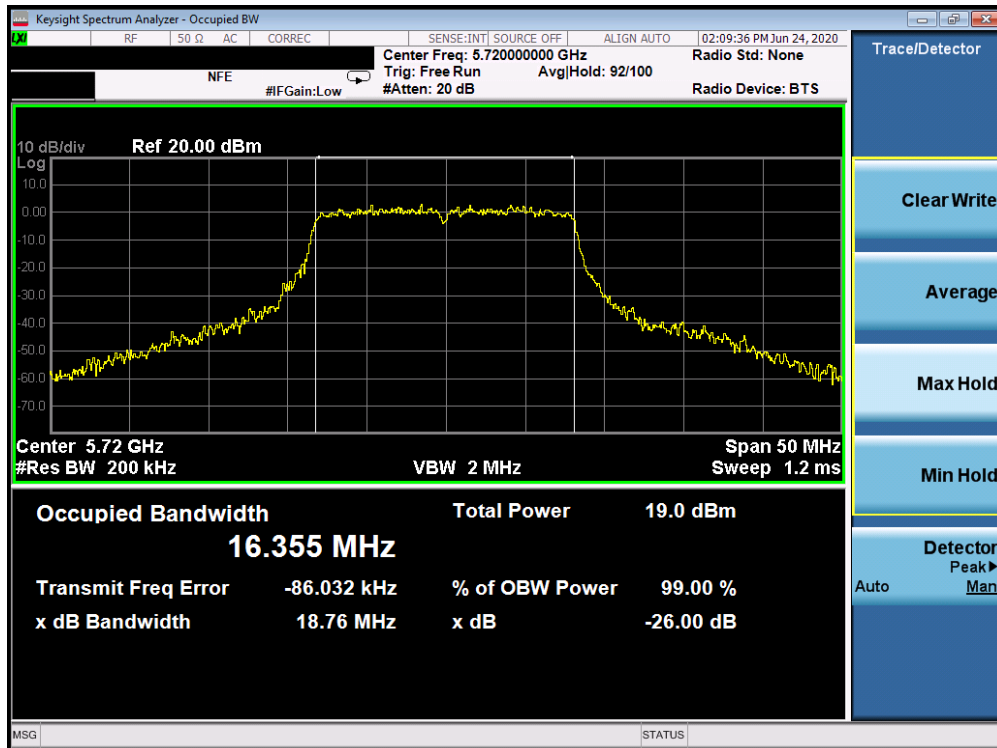 Keysight Spectrum Analyzer - Occupied BW
LXI RF 50 Ω AC CORREC SENSE:INT SOURCE OFF ALIGN AUTO 02:09:36 PM Jun 24, 2020
Center Freq: 5.720000000 GHz Radio Std: None
NFE Trig: Free Run Avg|Hold: 92/100
#IFGain:Low #Atten: 20 dB Radio Device: BTS
10 dB/div Ref 20.00 dBm
Log
10.0
0.00
-10.0
-20.0
-30.0
-40.0
-50.0
-60.0
-70.0
Center 5.72 GHz Span 50 MHz
#Res BW 200 kHz VBW 2 MHz Sweep 1.2 ms
Occupied Bandwidth Total Power 19.0 dBm
16.355 MHz
Transmit Freq Error -86.032 kHz % of OBW Power 99.00 %
x dB Bandwidth 18.76 MHz x dB -26.00 dB
MSG STATUS
Trace/Detector
Clear Write
Average
Max Hold
Min Hold
Detector
Peak▶
Auto Man